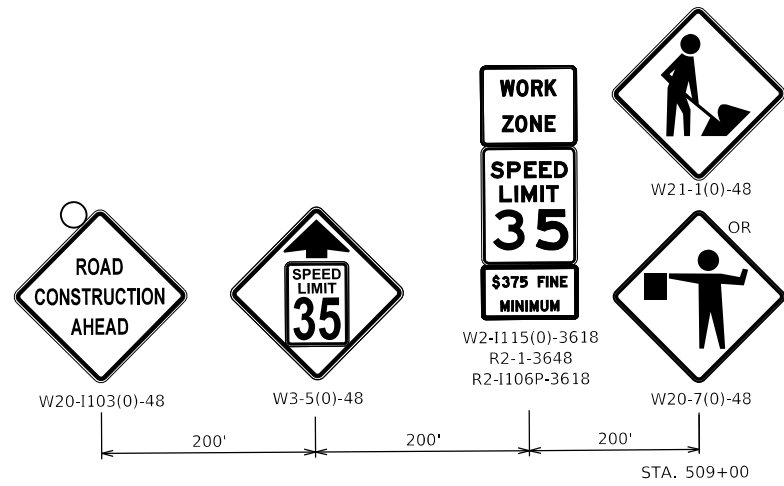 ROAD
CONSTRUCTION
AHEAD
W20-I103(0)-48
SPEED
LIMIT
35
W3-5(0)-48
WORK
ZONE
SPEED
LIMIT
35
$375 FINE
MINIMUM
W2-I115(0)-3618
R2-1-3648
R2-I106P-3618
W21-1(0)-48
OR
W20-7(0)-48
200'
200'
200'
STA. 509+00